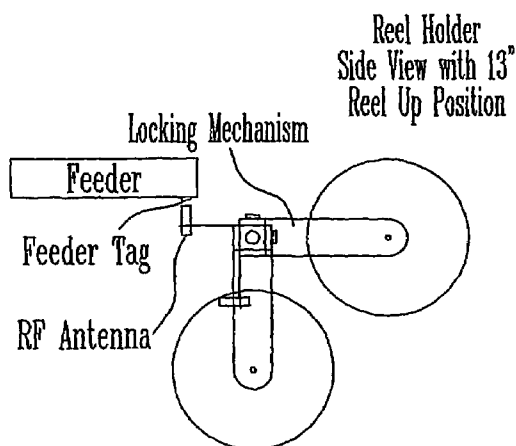 Reel Holder
Side View with 13"
Reel Up Position
Locking Mechanism
Feeder
Feeder Tag
RF Antenna